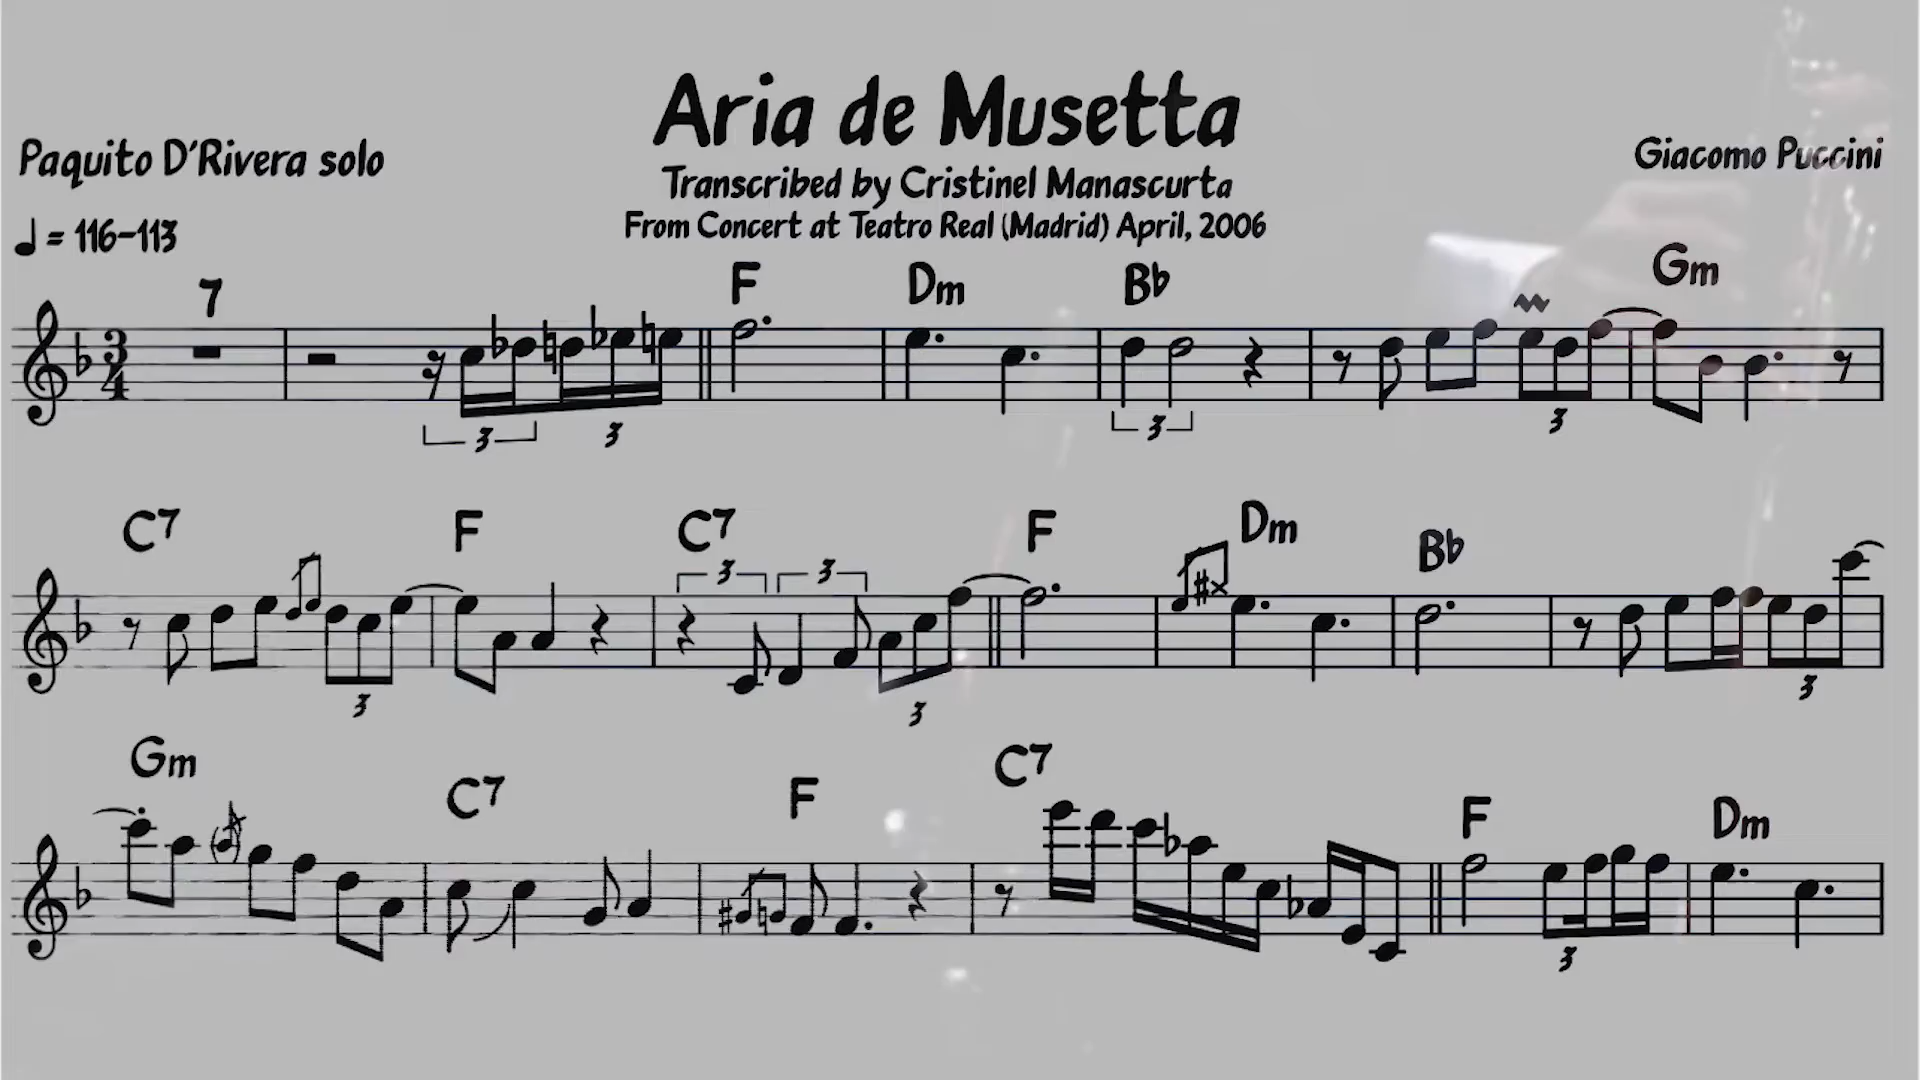 Aria de Musetta
Paquito D'Rivera solo
Transcribed by Cristinel Manascurta
Giacomo Puccini
From Concert at Teatro Real (Madrid) April, 2006
♩ = 116-113
7 F Dm Bb Gm
3
4
3 3 3 3
C7 F C7 F Dm Bb
3 3
3 3 3
Gm C7 F C7 F Dm
3